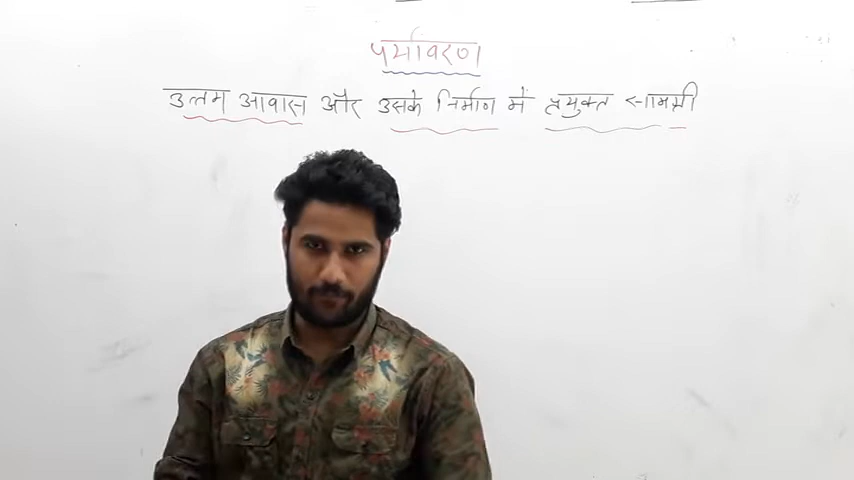 पर्यावरण
उत्तम आवास और उसके निर्माण में प्रयुक्त सामग्री